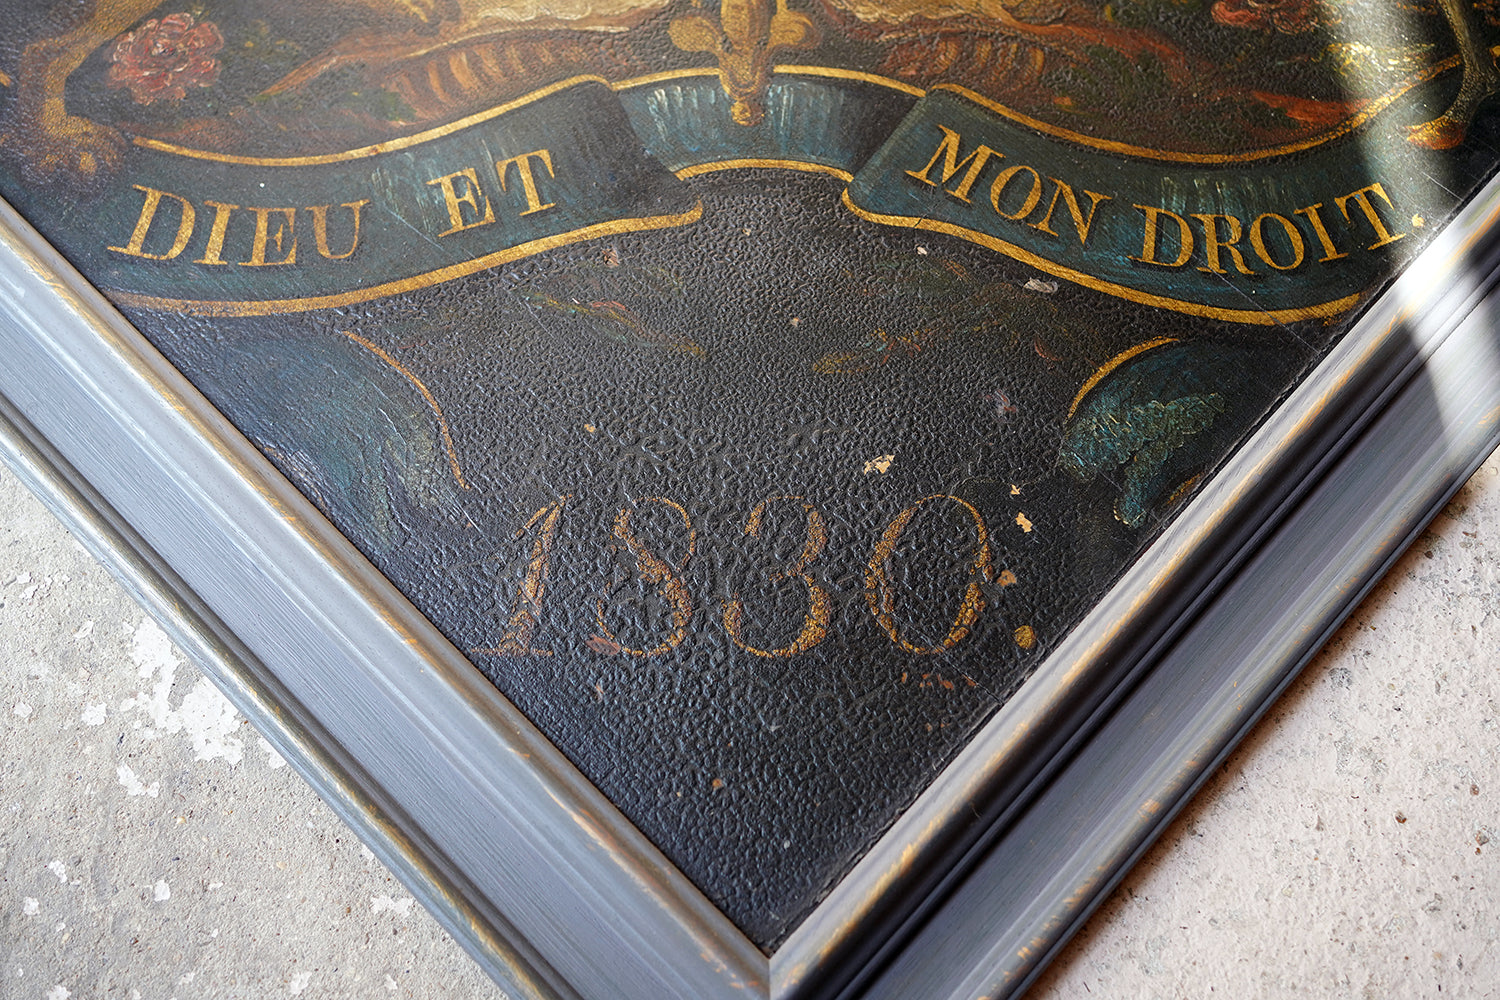 DIEU ET MON DROIT.
1830.